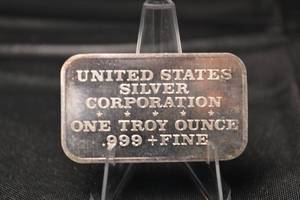 UNITED STATES
SILVER
CORPORATION
ONE TROY OUNCE
.999 + FINE